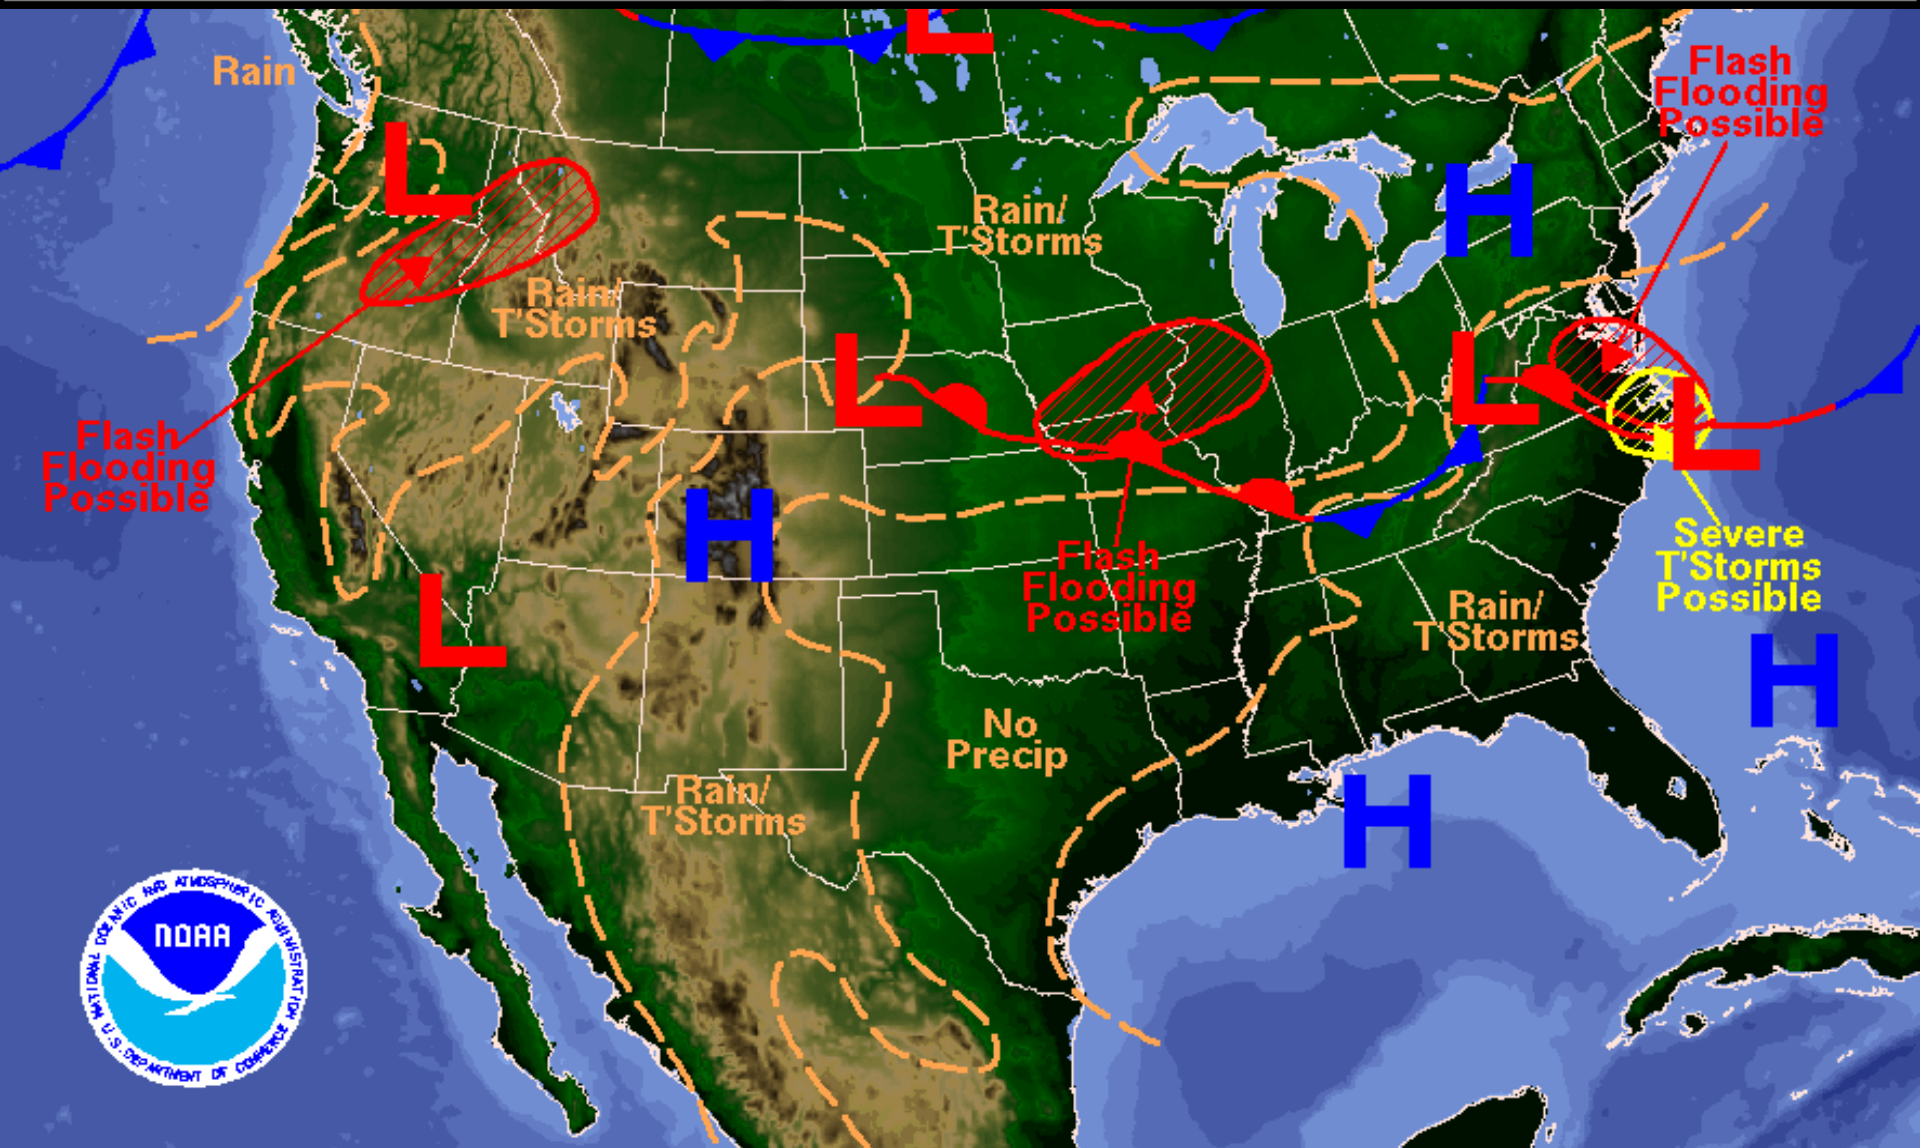 L
Rain
Flash
Flooding
Possible
L
H
Rain/
T'Storms
Rain/
T'Storms
L
L
L
Flash
Flooding
Possible
H
Severe
T'Storms
Possible
Flash
Flooding
Possible
L
Rain/
T'Storms
H
No
Precip
Rain/
T'Storms
H
NATIONAL OCEANIC AND ATMOSPHERIC ADMINISTRATION
NOAA
U.S. DEPARTMENT OF COMMERCE